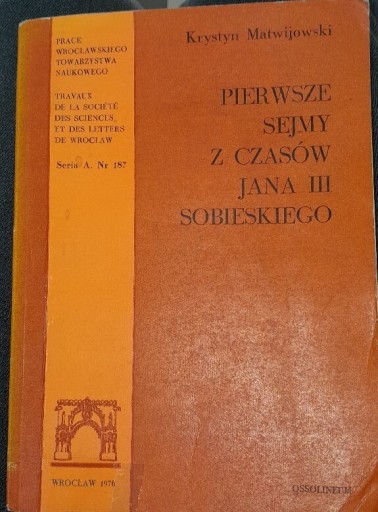 PRACE
WROCŁAWSKIEGO
TOWARZYSTWA
NAUKOWEGO
TRAVAUX
DE LA SOCIÉTÉ
DES SCIENCES
ET DES LETTERS
DE WROCŁAW
Seria A. Nr 187
Krystyn Matwijowski
PIERWSZE
SEJMY
Z CZASÓW
JANA III
SOBIESKIEGO
WROCŁAW 1976
OSSOLINEUM